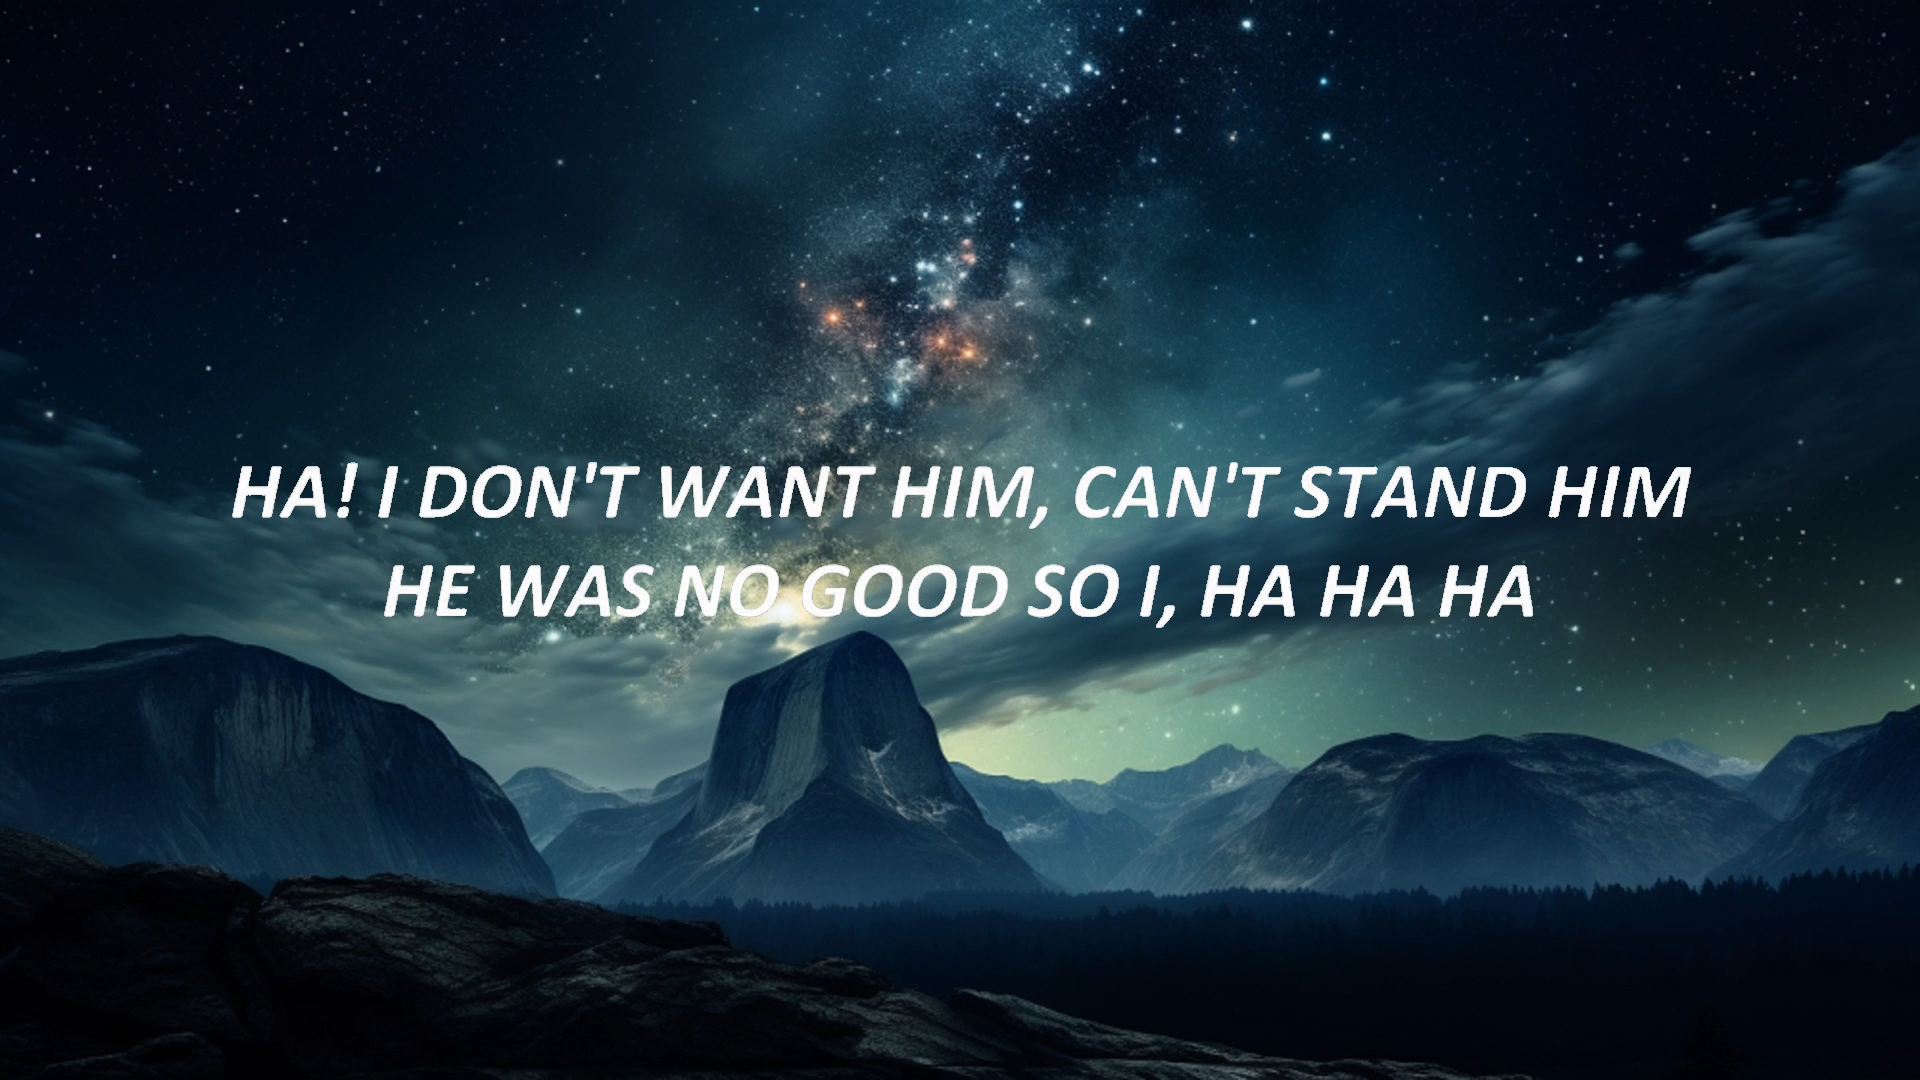 HA! I DON'T WANT HIM, CAN'T STAND HIM
HE WAS NO GOOD SO I, HA HA HA